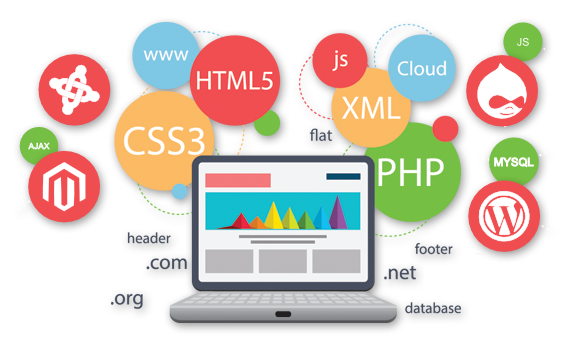 www
HTML5
CSS3
AJAX
js
Cloud
XML
flat
PHP
JS
MYSQL
header
.com
.org
footer
.net
database